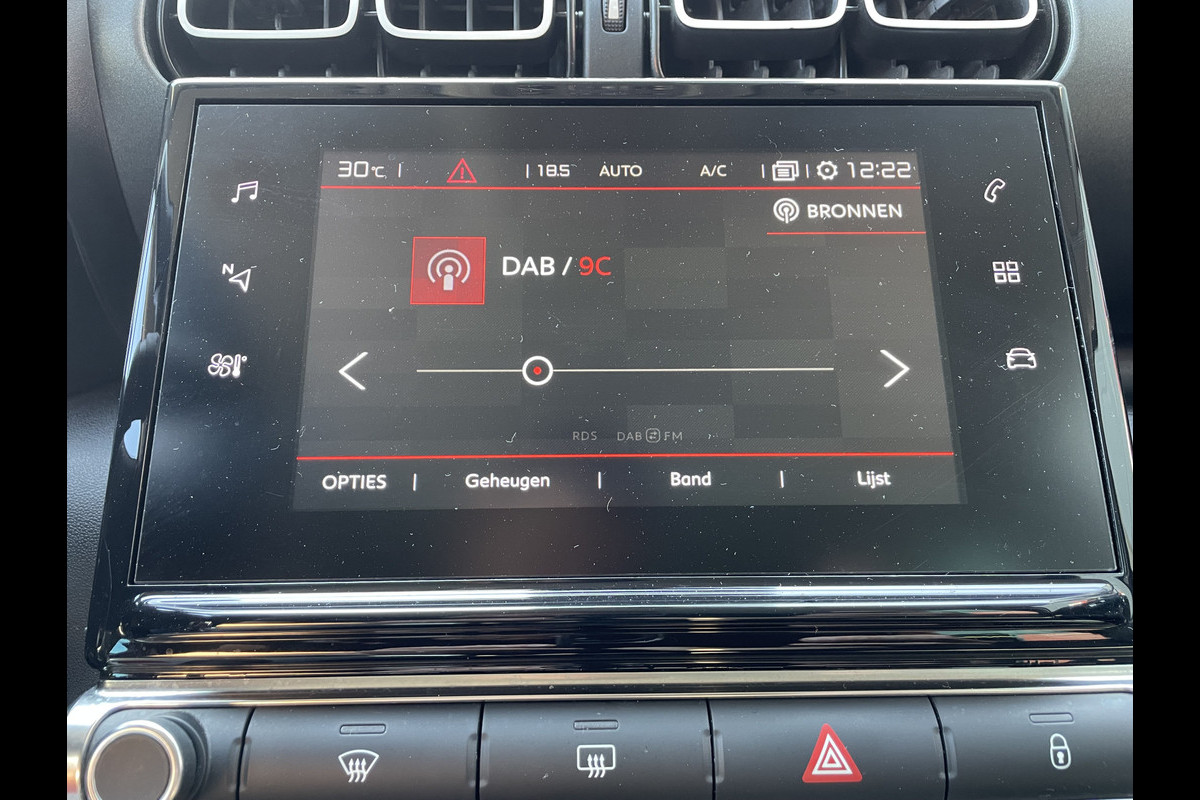 30°C | | 18.5 AUTO A/C | | 12:22
BRONNEN
DAB / 9C
N
RDS DAB FM
OPTIES | Geheugen | Band | Lijst